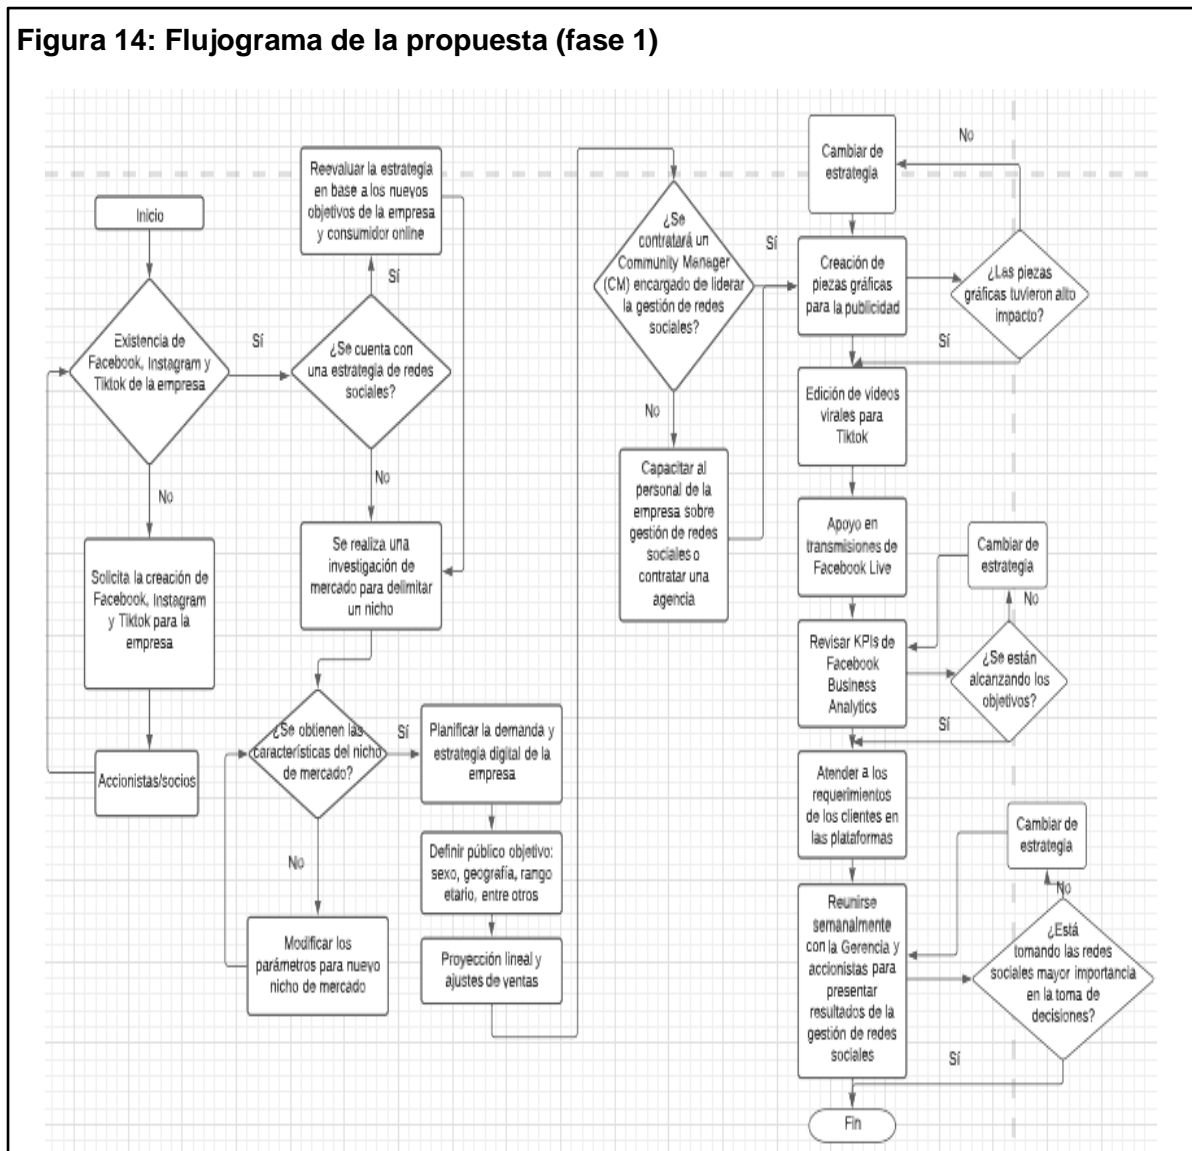 Figura 14: Flujograma de la propuesta (fase 1)
Inicio
Existencia de
Facebook, Instagram y
Tiktok de la empresa
Sí
No
Solicita la creación de
Facebook, Instagram
y Tiktok para la
empresa
Accionistas/socios
Reevaluar la estrategia
en base a los nuevos
objetivos de la empresa
y consumidor online
Sí
¿Se cuenta con
una estrategia de redes
sociales?
No
Se realiza una
investigación de
mercado para delimitar
un nicho
¿Se obtienen las
características del nicho
de mercado?
Sí
No
Modificar los
parámetros para nuevo
nicho de mercado
Planificar la demanda y
estrategia digital de la
empresa
Definir público objetivo:
sexo, geografía, rango
etario, entre otros
Proyección lineal y
ajustes de ventas
¿Se
contratará un
Community Manager
(CM) encargado de liderar
la gestión de redes
sociales?
Sí
No
Capacitar al
personal de la
empresa sobre
gestión de redes
sociales o
contratar una
agencia
Cambiar de
estrategia
No
Creación de
piezas gráficas
para la publicidad
¿Las piezas
gráficas tuvieron alto
impacto?
Sí
Edición de vídeos
virales para
Tiktok
Apoyo en
transmisiones de
Facebook Live
Cambiar de
estrategia
No
Revisar KPIs de
Facebook
Business
Analytics
¿Se están
alcanzando los
objetivos?
Sí
Atender a los
requerimientos
de los clientes en
las plataformas
Cambiar de
estrategia
No
Reunirse
semanalmente
con la Gerencia y
accionistas para
presentar
resultados de la
gestión de redes
sociales
¿Está
tomando las redes
sociales mayor importancia
en la toma de
decisiones?
Sí
Fin